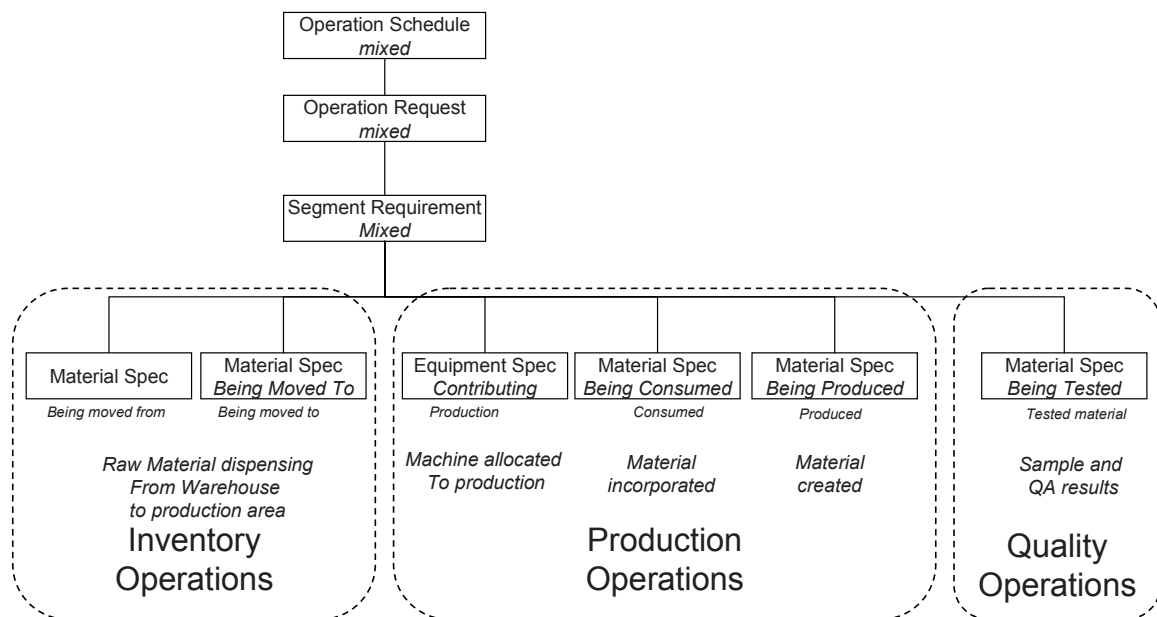 Operation Schedule
mixed
Operation Request
mixed
Segment Requirement
Mixed
Material Spec
Being moved from
Material Spec
Being Moved To
Being moved to
Raw Material dispensing
From Warehouse
to production area
Inventory
Operations
Equipment Spec
Contributing
Production
Machine allocated
To production
Material Spec
Being Consumed
Consumed
Material
incorporated
Material Spec
Being Produced
Produced
Material
created
Production
Operations
Material Spec
Being Tested
Tested material
Sample and
QA results
Quality
Operations